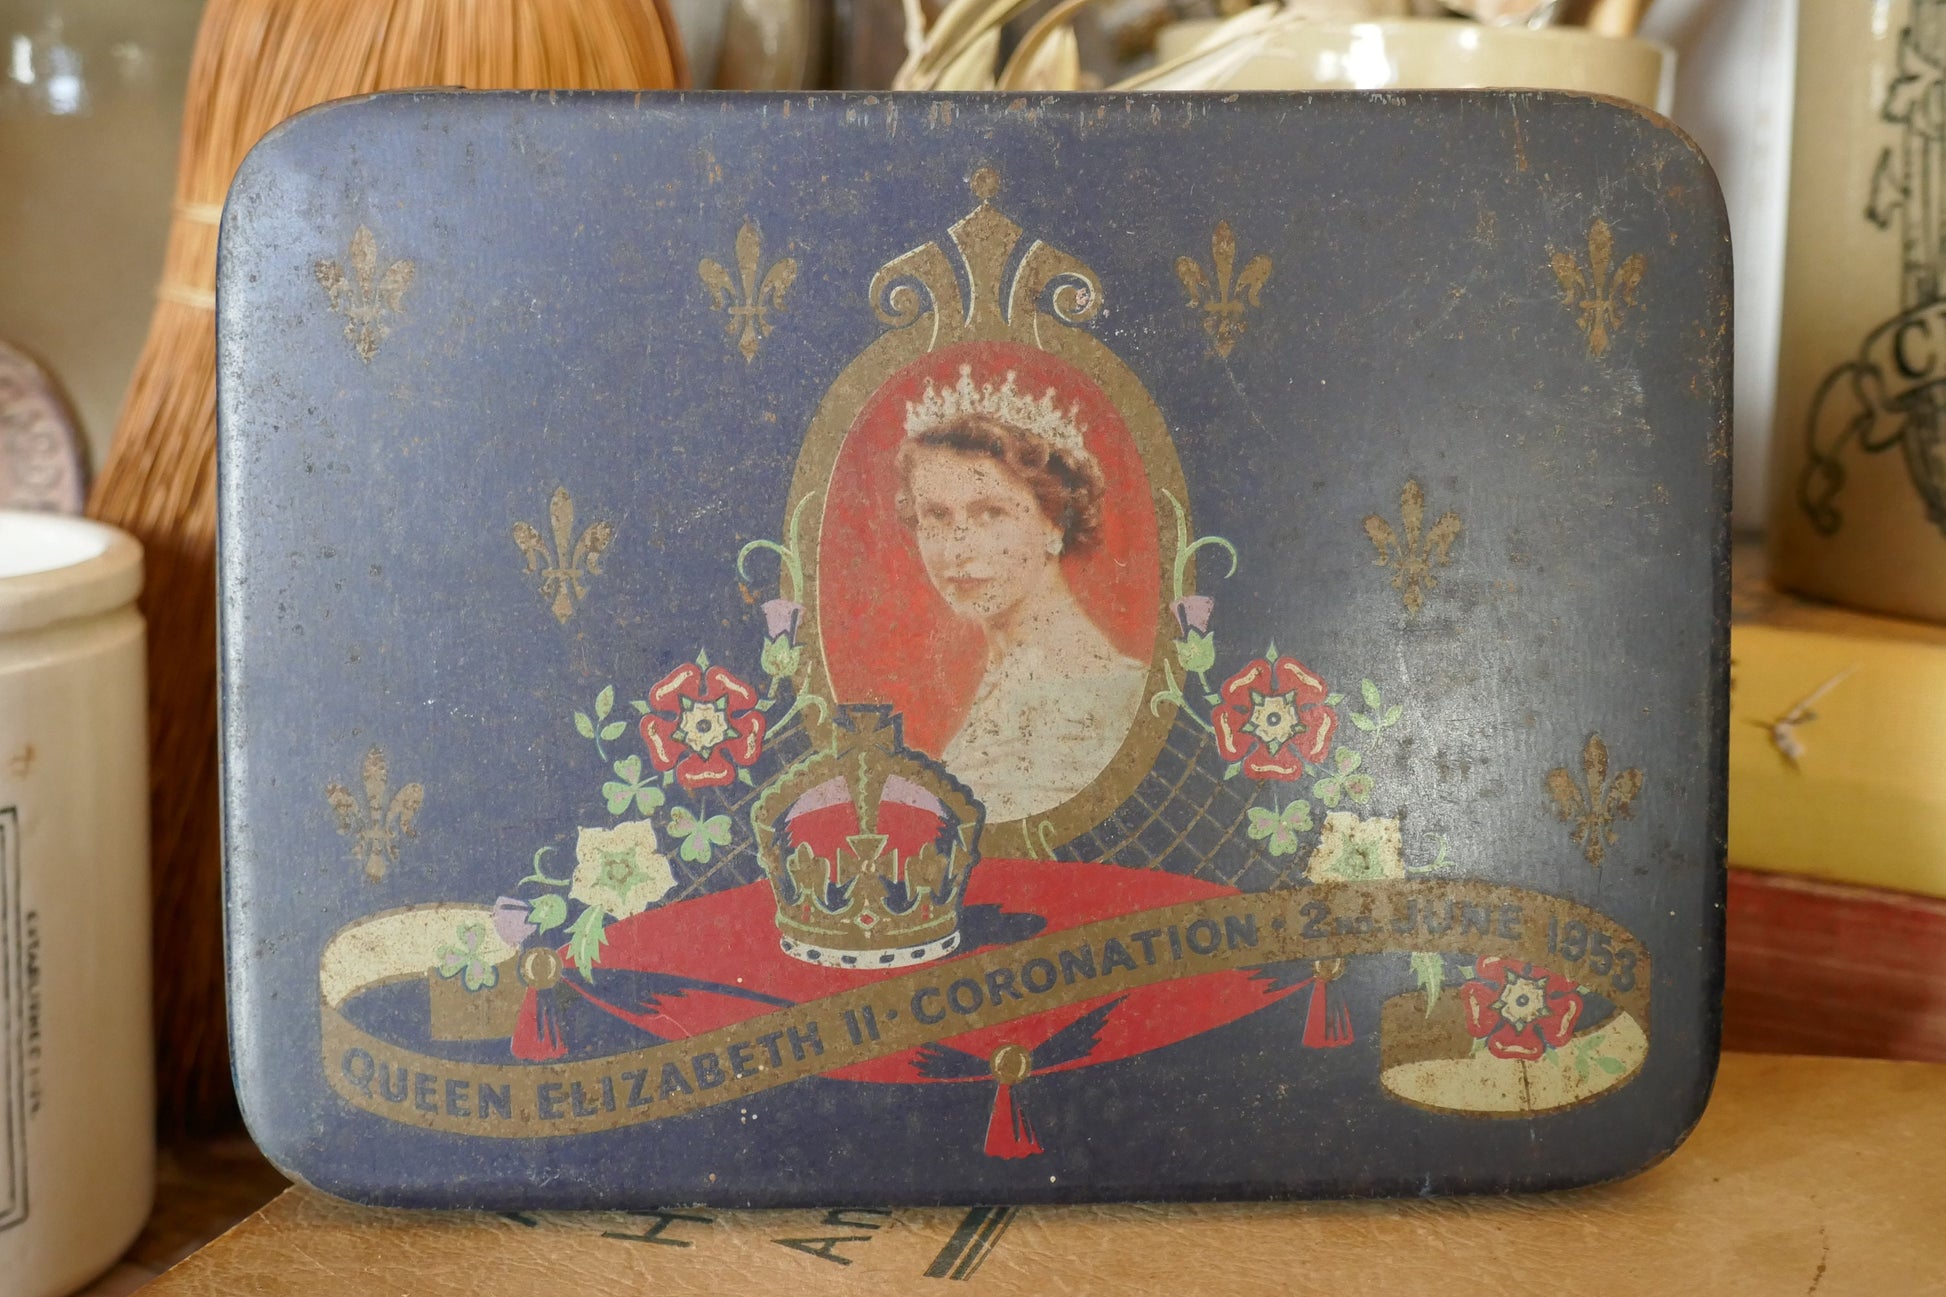 QUEEN ELIZABETH II · CORONATION · 2ND JUNE 1953